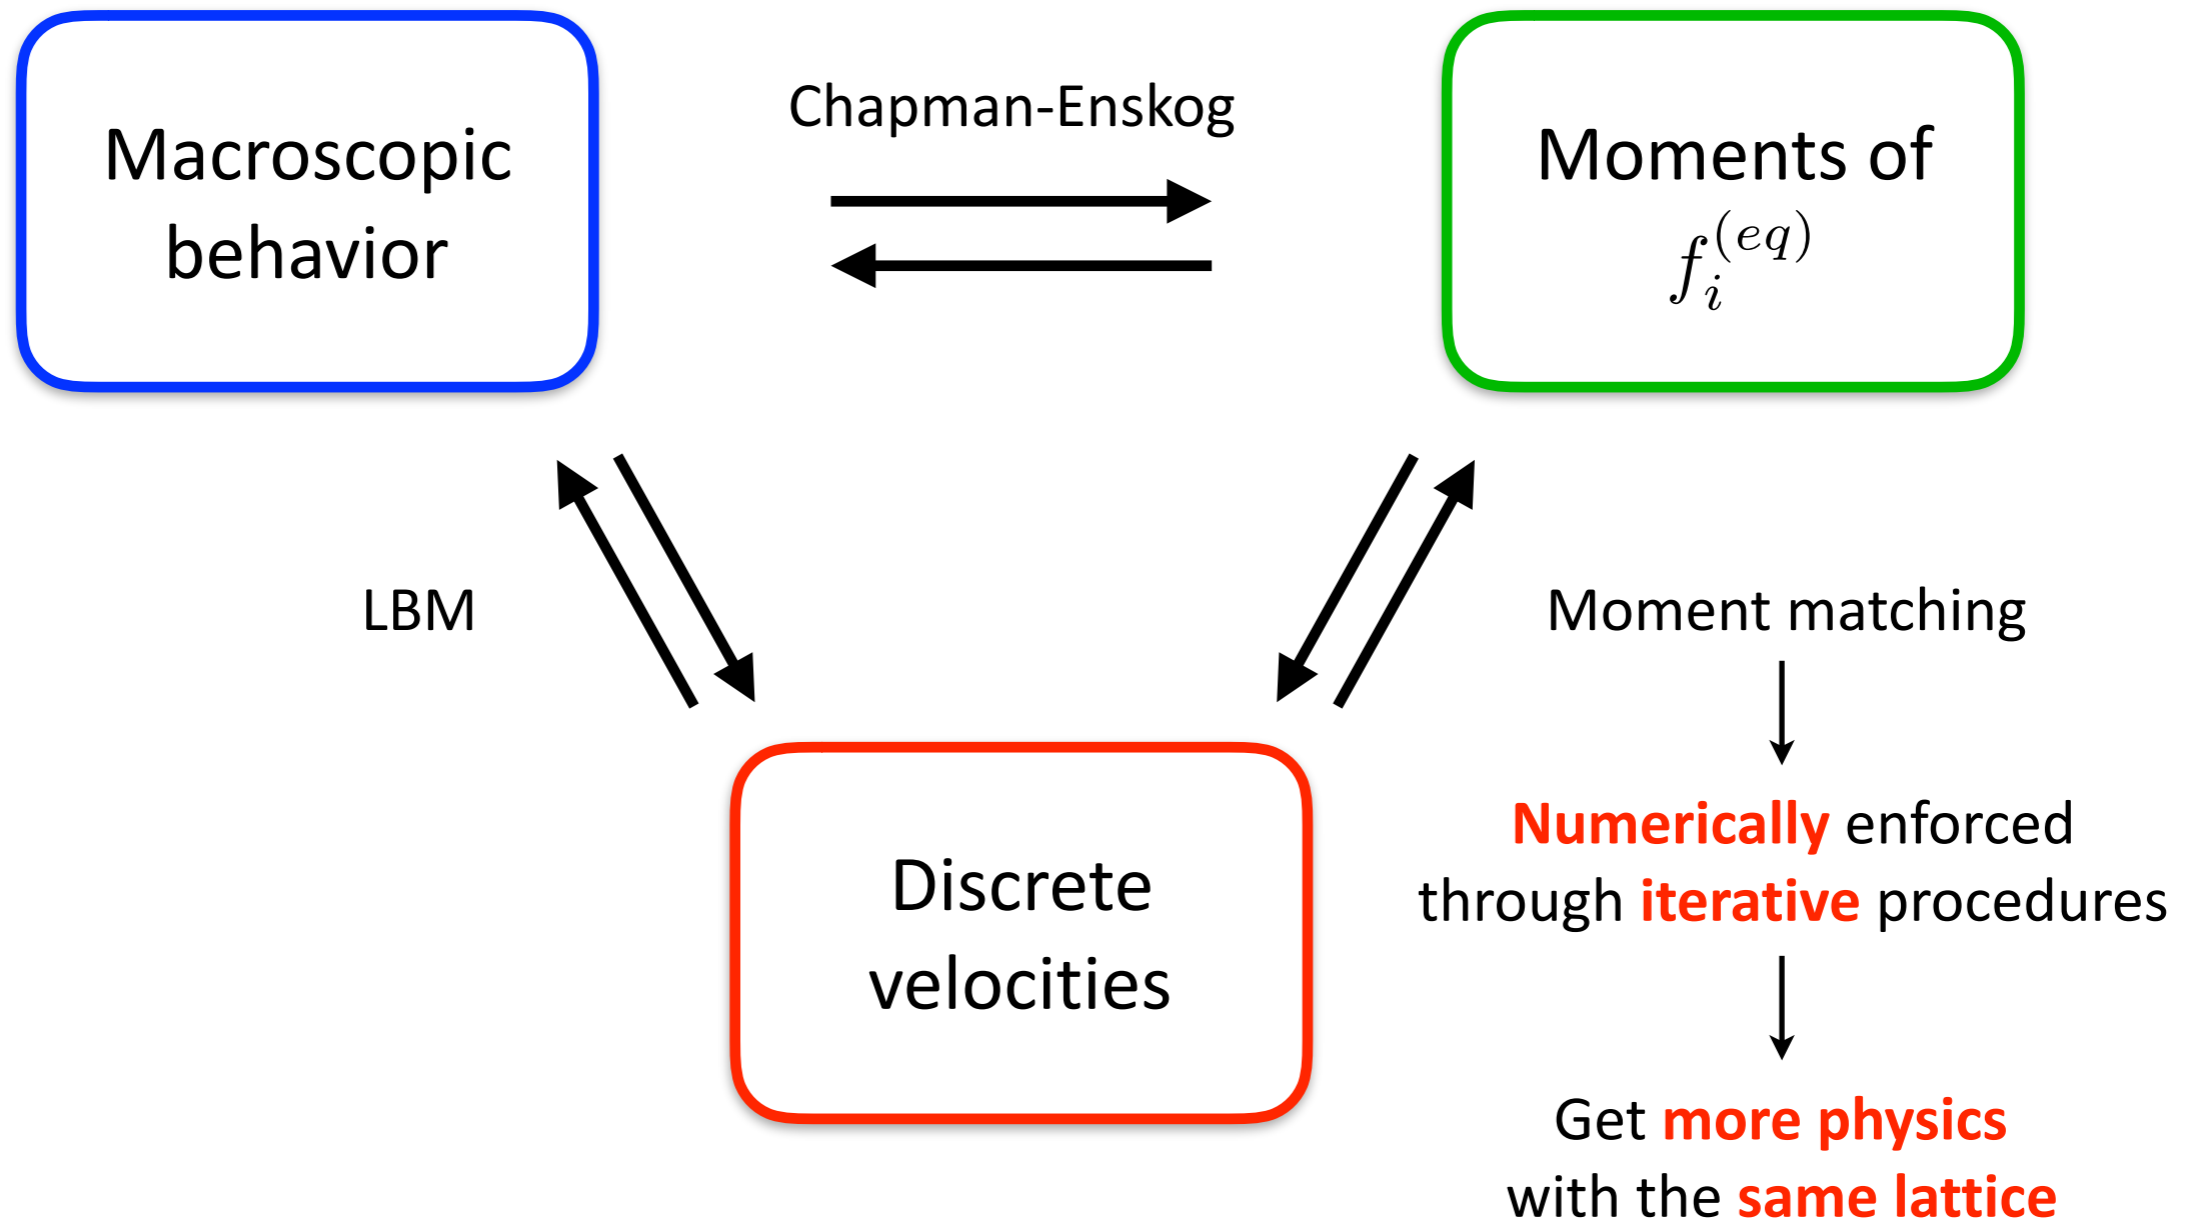 Macroscopic
behavior
Chapman-Enskog
Moments of
f_i^{(eq)}
LBM
Moment matching
Numerically enforced
through iterative procedures
Discrete
velocities
Get more physics
with the same lattice